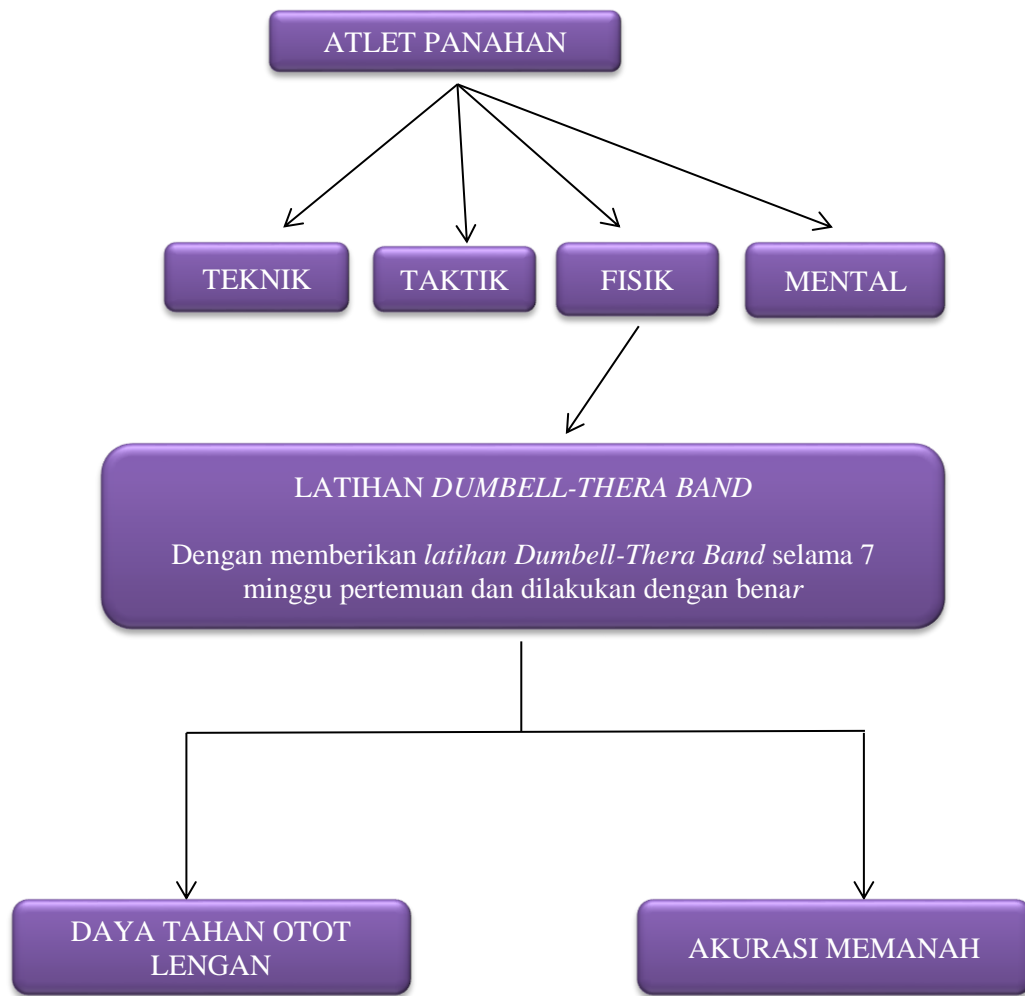 ATLET PANAHAN
TEKNIK
TAKTIK
FISIK
MENTAL
LATIHAN DUMBELL-THERA BAND
Dengan memberikan latihan Dumbell-Thera Band selama 7
minggu pertemuan dan dilakukan dengan benar
DAYA TAHAN OTOT
LENGAN
AKURASI MEMANAH